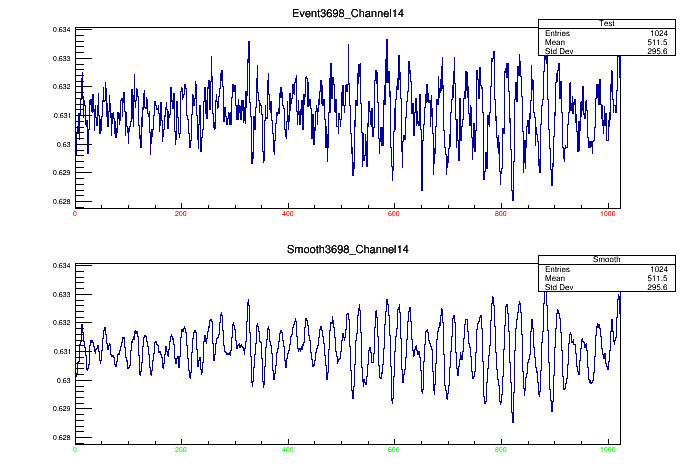 Event3698_Channel14
Test
Entries 1024
Mean 511.5
Std Dev 295.6
0.634
0.633
0.632
0.631
0.63
0.629
0.628
0 200 400 600 800 1000
Smooth3698_Channel14
Smooth
Entries 1024
Mean 511.5
Std Dev 295.6
0.634
0.633
0.632
0.631
0.63
0.629
0.628
0 200 400 600 800 1000